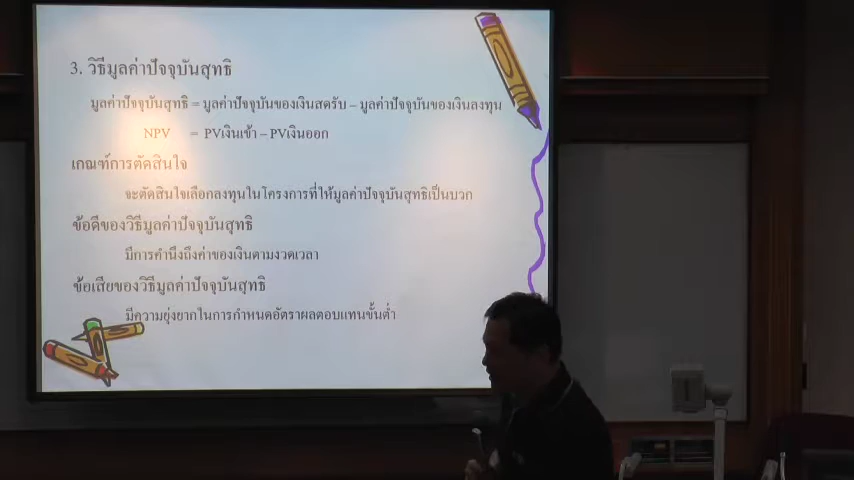 3. วิธีมูลค่าปัจจุบันสุทธิ
มูลค่าปัจจุบันสุทธิ = มูลค่าปัจจุบันของเงินสดรับ – มูลค่าปัจจุบันของเงินลงทุน
NPV = PVเงินเข้า – PVเงินออก
เกณฑ์การตัดสินใจ
จะตัดสินใจเลือกลงทุนในโครงการที่ให้มูลค่าปัจจุบันสุทธิเป็นบวก
ข้อดีของวิธีมูลค่าปัจจุบันสุทธิ
มีการคำนึงถึงค่าของเงินตามงวดเวลา
ข้อเสียของวิธีมูลค่าปัจจุบันสุทธิ
มีความยุ่งยากในการกำหนดอัตราผลตอบแทนขั้นต่ำ